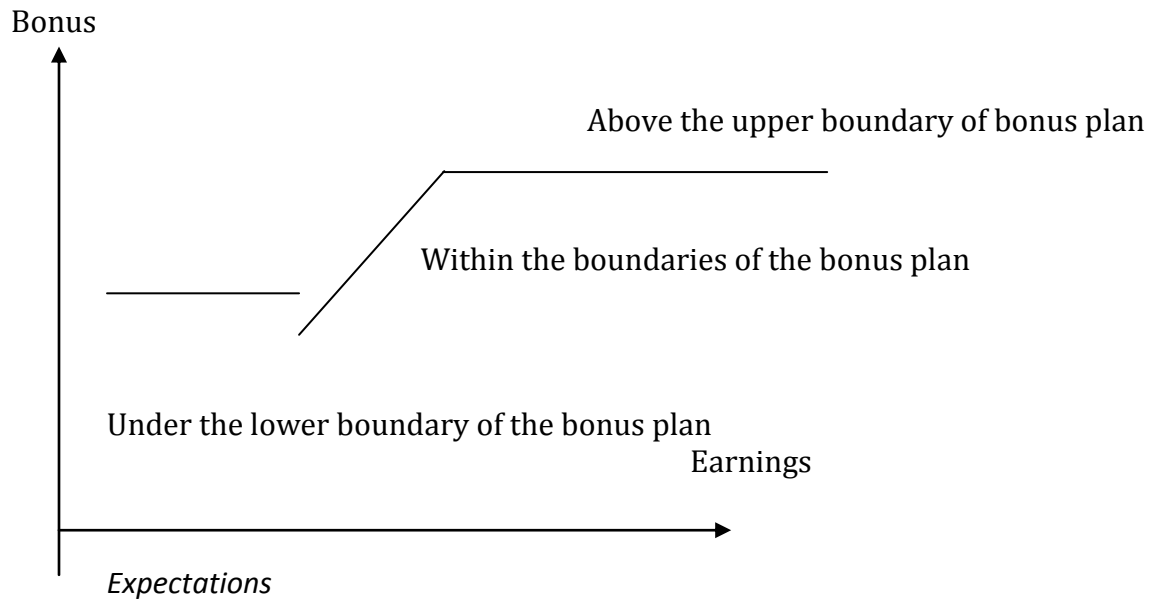 Bonus
Above the upper boundary of bonus plan
Within the boundaries of the bonus plan
Under the lower boundary of the bonus plan
Earnings
Expectations